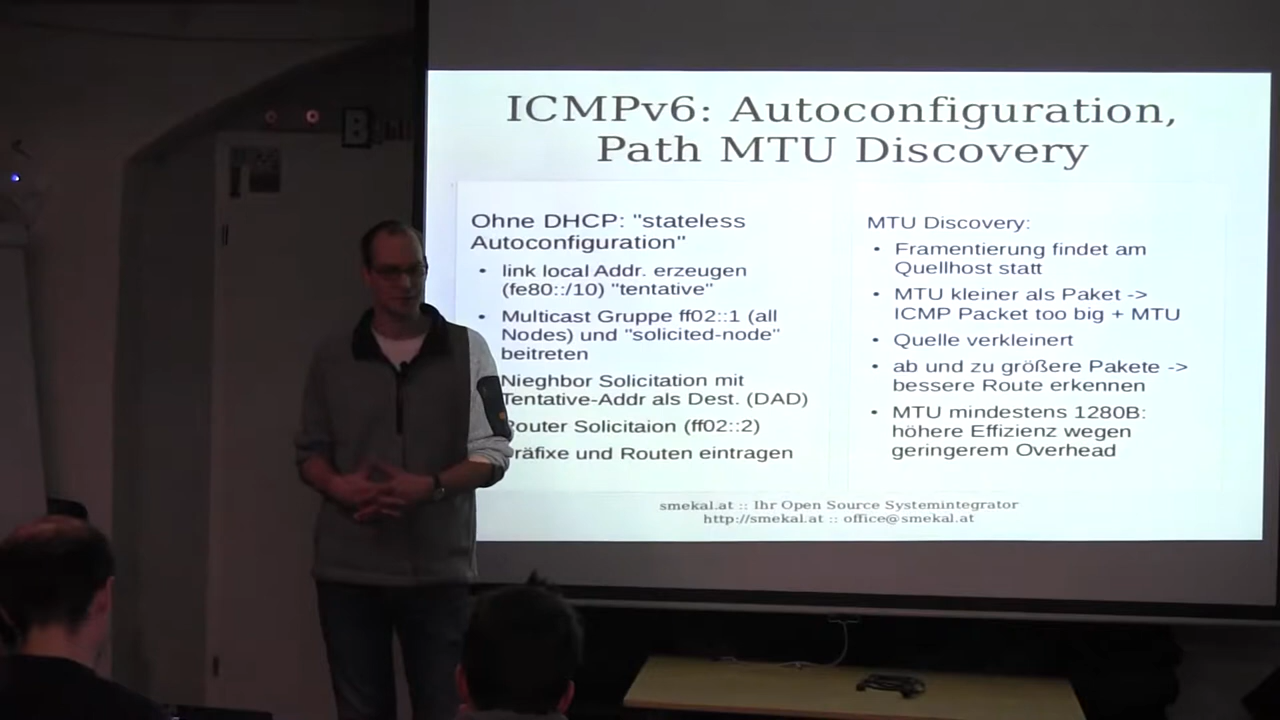 ICMPv6: Autoconfiguration,
Path MTU Discovery
Ohne DHCP: "stateless
Autoconfiguration"
• link local Addr. erzeugen
(fe80::/10) "tentative"
• Multicast Gruppe ff02::1 (all
Nodes) und "solicited-node"
beitreten
Nieghbor Solicitation mit
Tentative-Addr als Dest. (DAD)
Router Solicitaion (ff02::2)
räfixe und Routen eintragen
MTU Discovery:
• Framentierung findet am
Quellhost statt
• MTU kleiner als Paket ->
ICMP Packet too big + MTU
• Quelle verkleinert
• ab und zu größere Pakete ->
bessere Route erkennen
• MTU mindestens 1280B:
höhere Effizienz wegen
geringerem Overhead
smekal.at :: Ihr Open Source Systemintegrator
http://smekal.at :: office@smekal.at